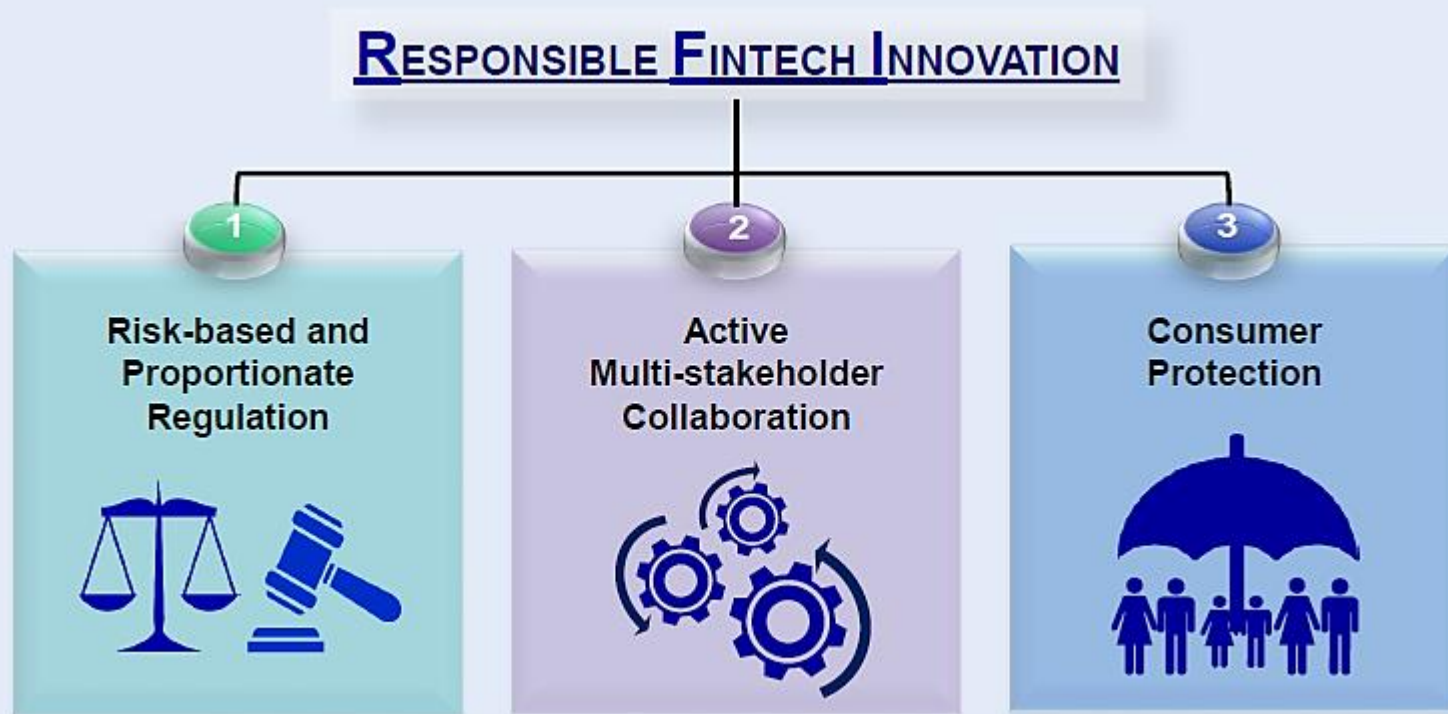 RESPONSIBLE FINTECH INNOVATION
1
2
3
Risk-based and
Proportionate
Regulation
Active
Multi-stakeholder
Collaboration
Consumer
Protection